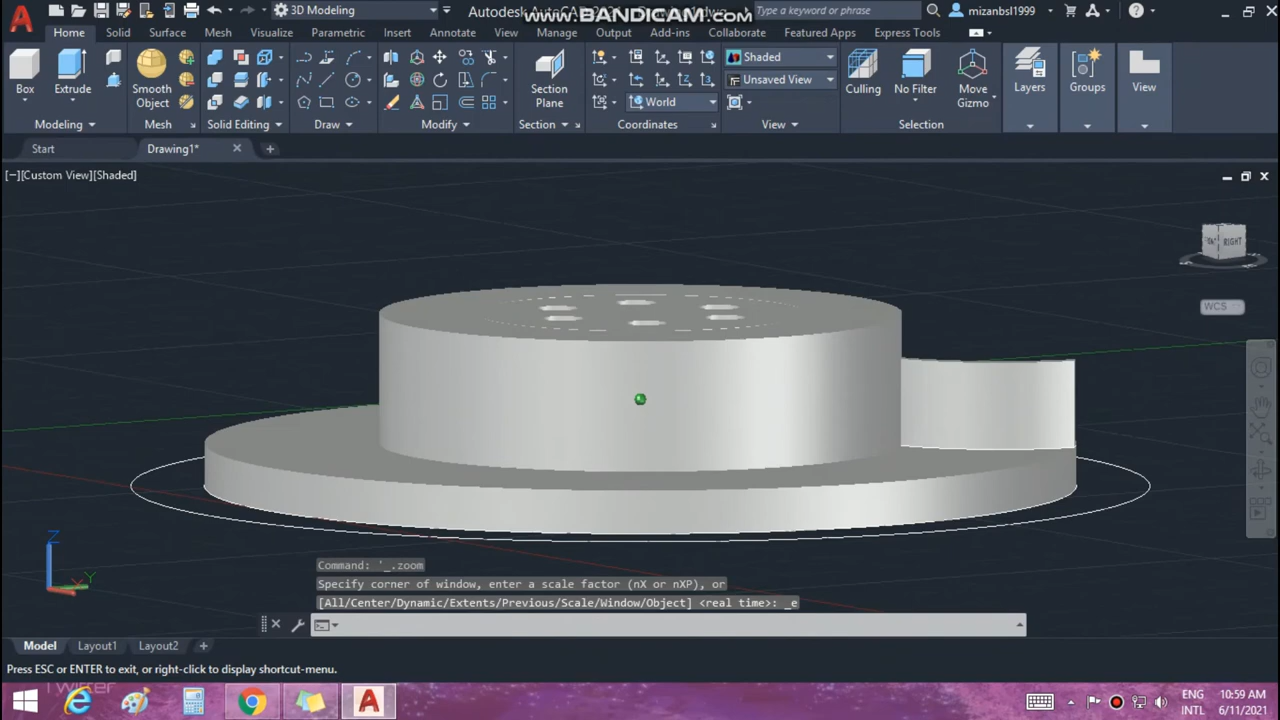 3D Modeling
Autodesk AutoCAD 2021 Drawing1.dwg
www.BANDICAM.com
Type a keyword or phrase
mizanbsl1999
Home Solid Surface Mesh Visualize Parametric Insert Annotate View Manage Output Add-ins Collaborate Featured Apps Express Tools
Shaded
Unsaved View
World
Box
Extrude
Smooth
Object
Section
Plane
Culling
No Filter
Move
Gizmo
Layers
Groups
View
Modeling
Mesh
Solid Editing
Draw
Modify
Section
Coordinates
View
Selection
Start
Drawing1*
[−][Custom View][Shaded]
RIGHT
WCS
Z
X
Y
Command: '_.zoom
Specify corner of window, enter a scale factor (nX or nXP), or
[All/Center/Dynamic/Extents/Previous/Scale/Window/Object] <real time>: _e
Model Layout1 Layout2
Press ESC or ENTER to exit, or right-click to display shortcut-menu.
ENG
INTL
10:59 AM
6/11/2021